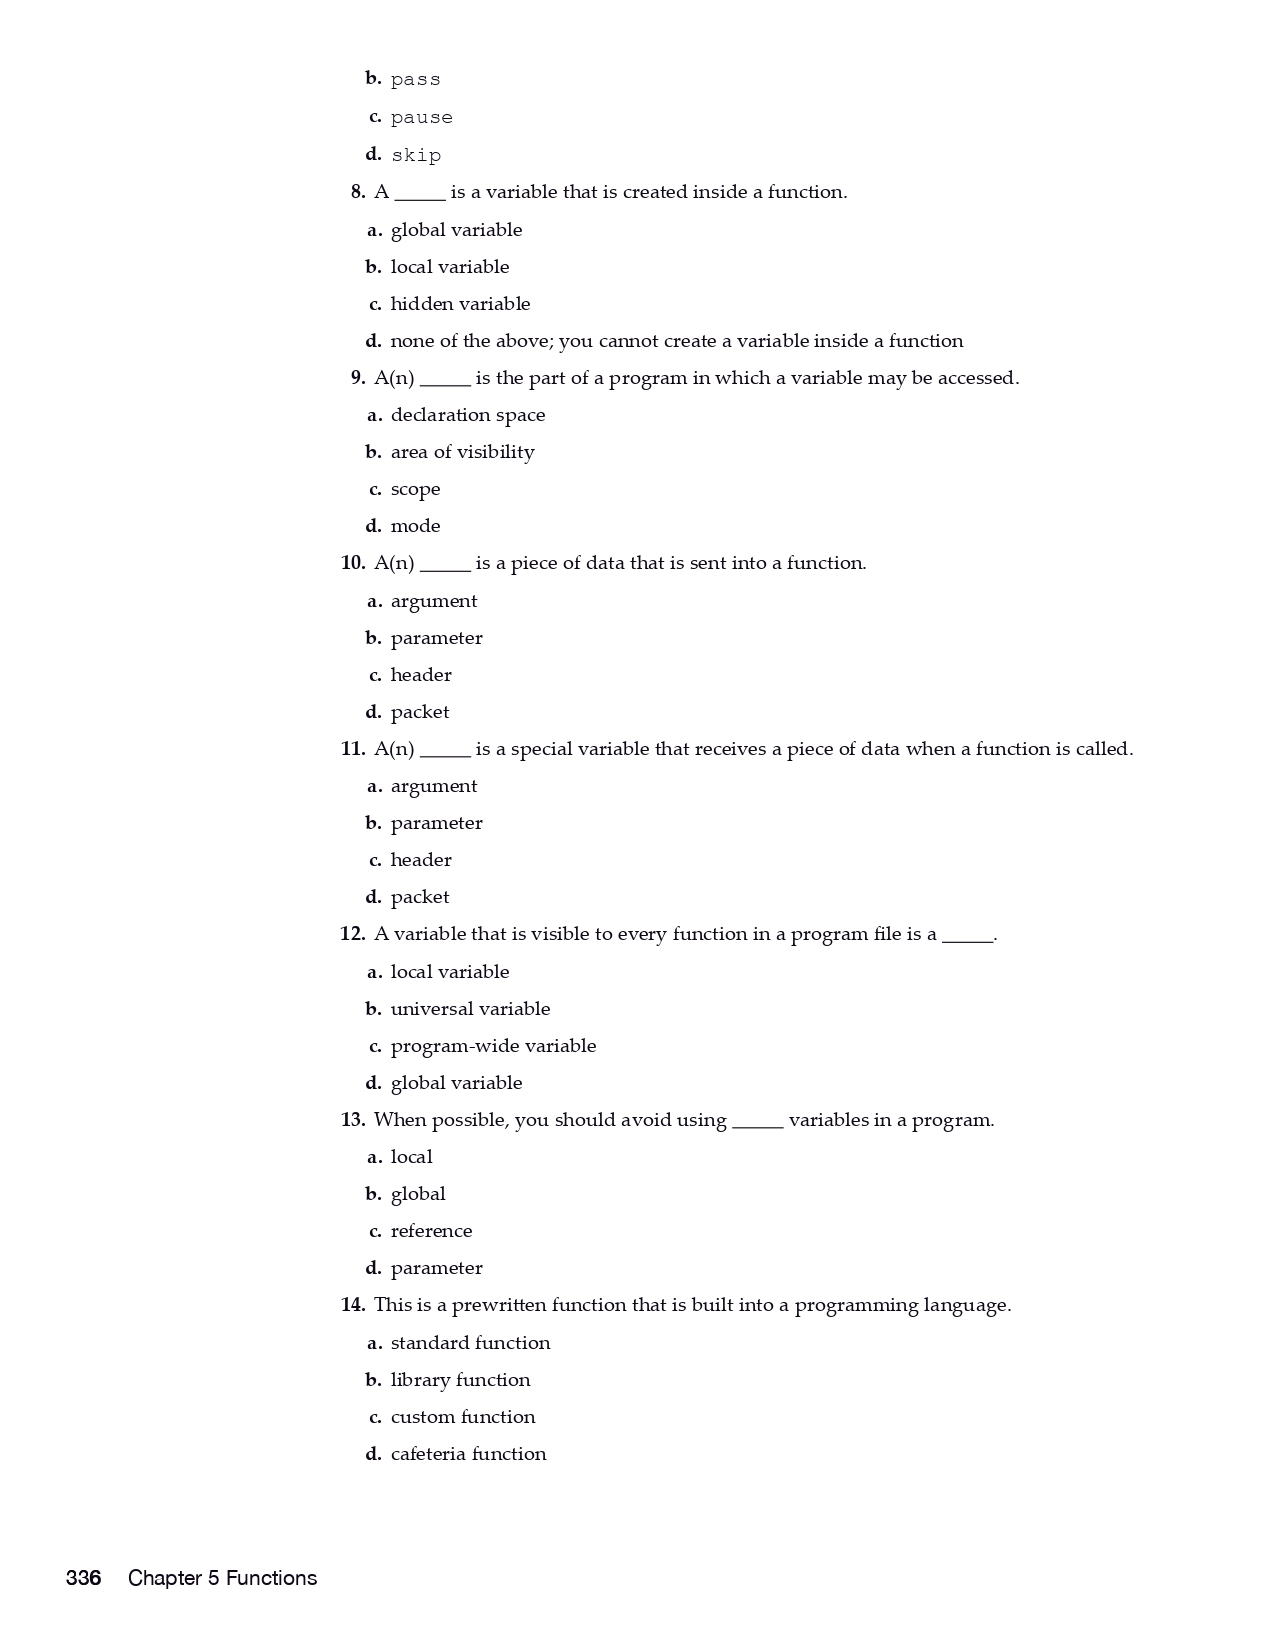 b. pass
c. pause
d. skip
8. A _____ is a variable that is created inside a function.
a. global variable
b. local variable
c. hidden variable
d. none of the above; you cannot create a variable inside a function
9. A(n) _____ is the part of a program in which a variable may be accessed.
a. declaration space
b. area of visibility
c. scope
d. mode
10. A(n) _____ is a piece of data that is sent into a function.
a. argument
b. parameter
c. header
d. packet
11. A(n) _____ is a special variable that receives a piece of data when a function is called.
a. argument
b. parameter
c. header
d. packet
12. A variable that is visible to every function in a program file is a _____.
a. local variable
b. universal variable
c. program-wide variable
d. global variable
13. When possible, you should avoid using _____ variables in a program.
a. local
b. global
c. reference
d. parameter
14. This is a prewritten function that is built into a programming language.
a. standard function
b. library function
c. custom function
d. cafeteria function
336 Chapter 5 Functions